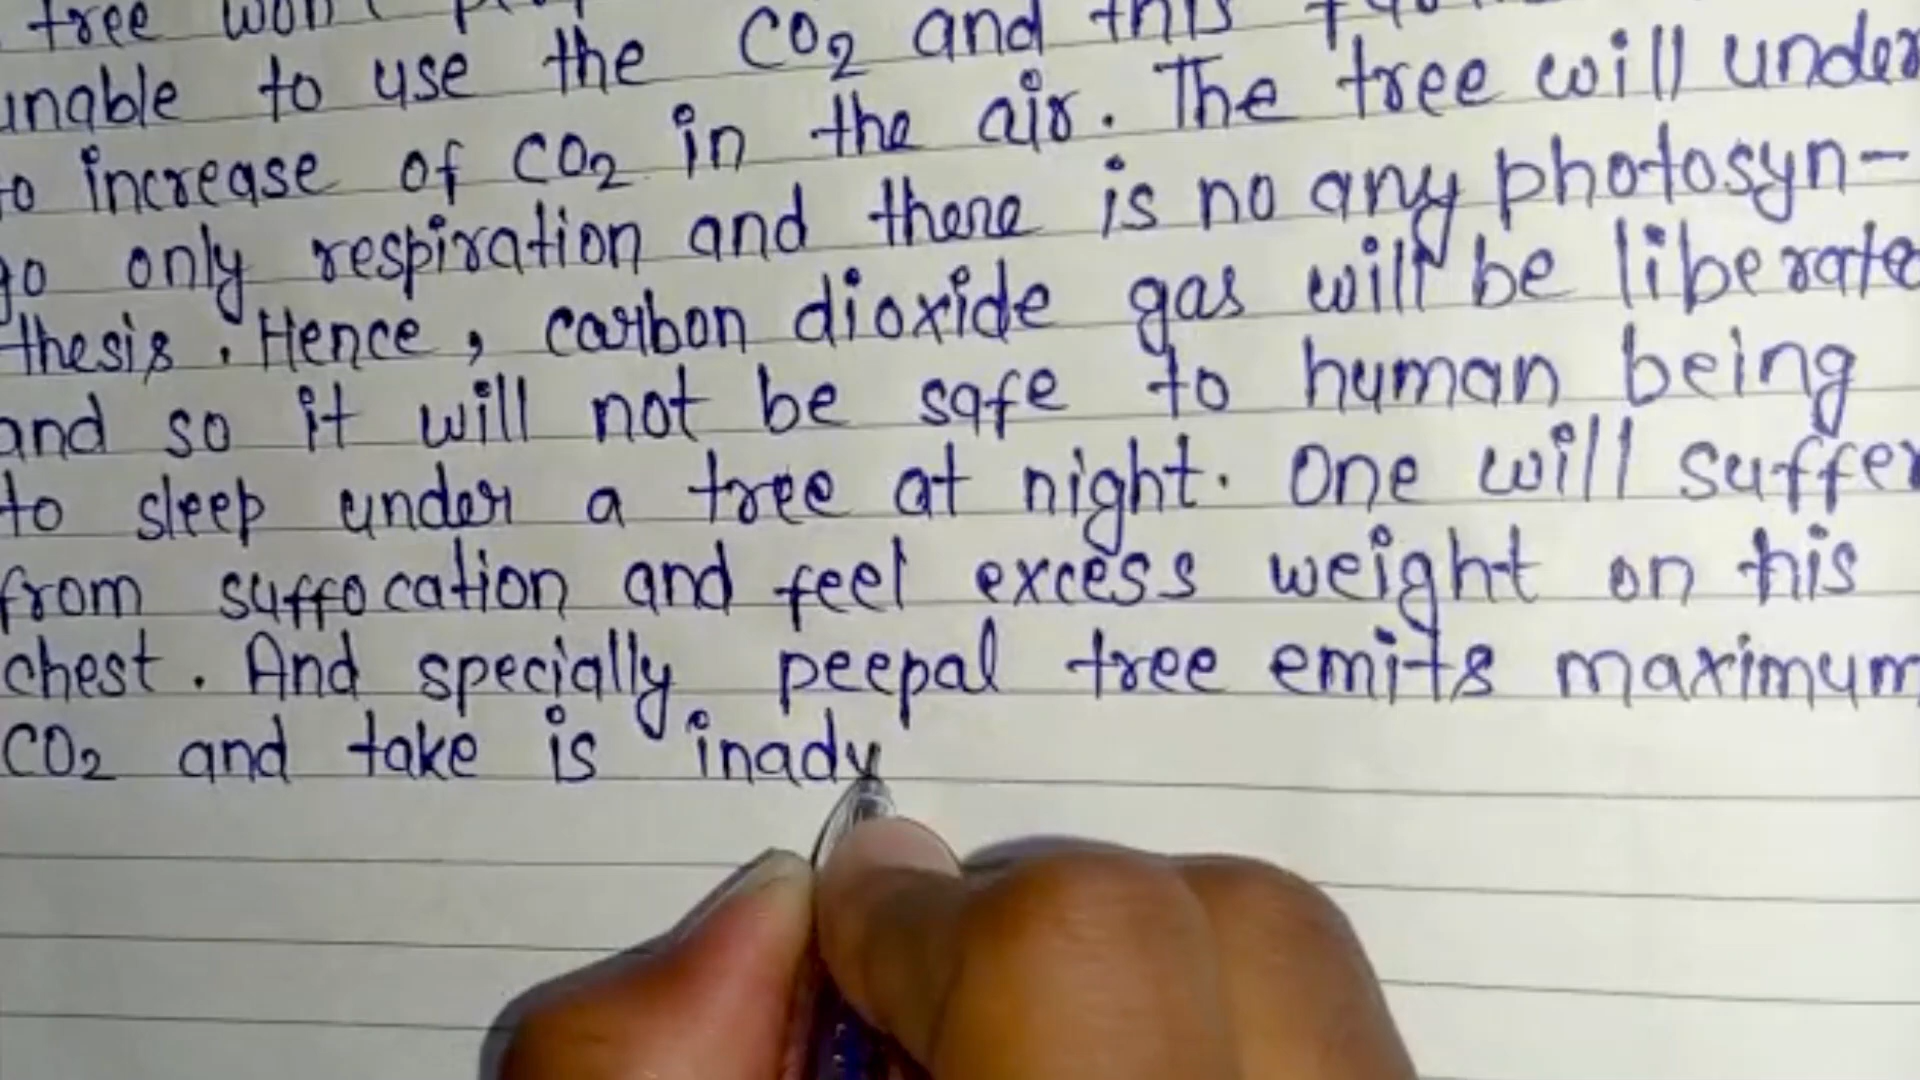 tree won't
unable to use the CO2 and this
to increase of CO2 in the air. The tree will under
go only respiration and there is no any photosyn-
thesis. Hence, carbon dioxide gas will be liberate
and so it will not be safe to human being
to sleep under a tree at night. One will suffer
from suffocation and feel excess weight on his
chest. And specially peepal tree emits maximum
CO2 and take is inadv